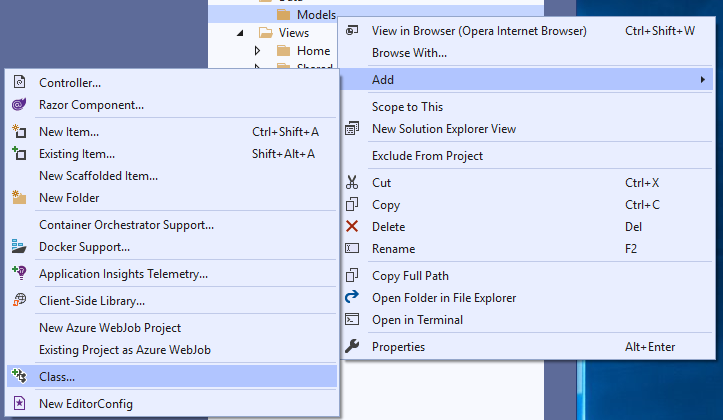 Models
Views
Home
Shared
View in Browser (Opera Internet Browser) Ctrl+Shift+W
Browse With...
Add
Scope to This
New Solution Explorer View
Exclude From Project
Cut Ctrl+X
Copy Ctrl+C
Delete Del
Rename F2
Copy Full Path
Open Folder in File Explorer
Open in Terminal
Properties Alt+Enter
Controller...
Razor Component...
New Item... Ctrl+Shift+A
Existing Item... Shift+Alt+A
New Scaffolded Item...
New Folder
Container Orchestrator Support...
Docker Support...
Application Insights Telemetry...
Client-Side Library...
New Azure WebJob Project
Existing Project as Azure WebJob
Class...
New EditorConfig